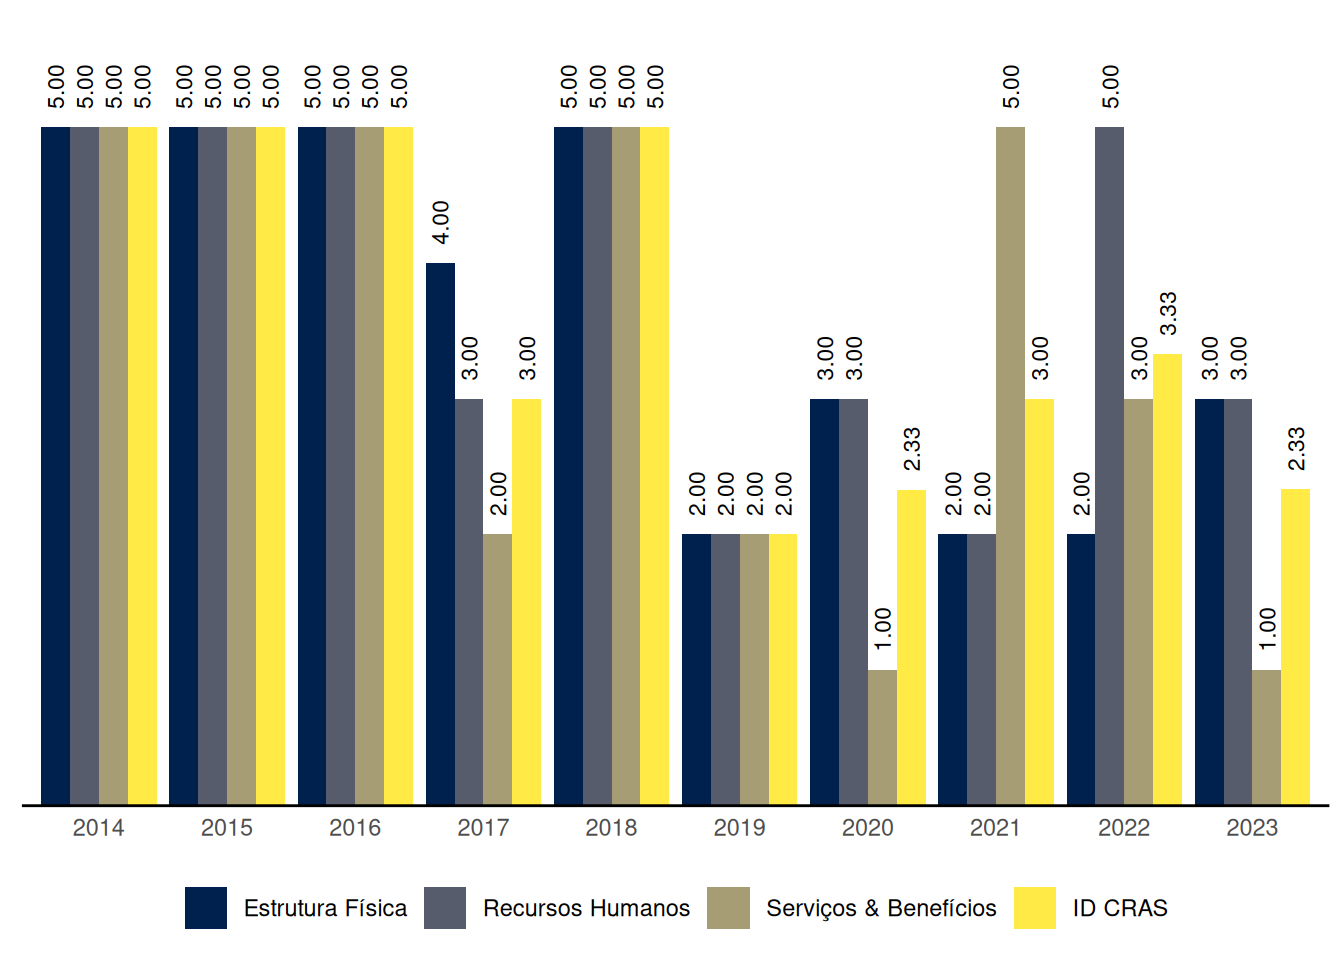 5.00 5.00 5.00 5.00 5.00 5.00 5.00 5.00 5.00 5.00 5.00 5.00 4.00 3.00 2.00 3.00 5.00 5.00 5.00 5.00 2.00 2.00 2.00 2.00 3.00 3.00 1.00 2.33 2.00 2.00 5.00 3.00 2.00 5.00 3.00 3.33 3.00 3.00 1.00 2.33
2014 2015 2016 2017 2018 2019 2020 2021 2022 2023
Estrutura Física Recursos Humanos Serviços & Benefícios ID CRAS